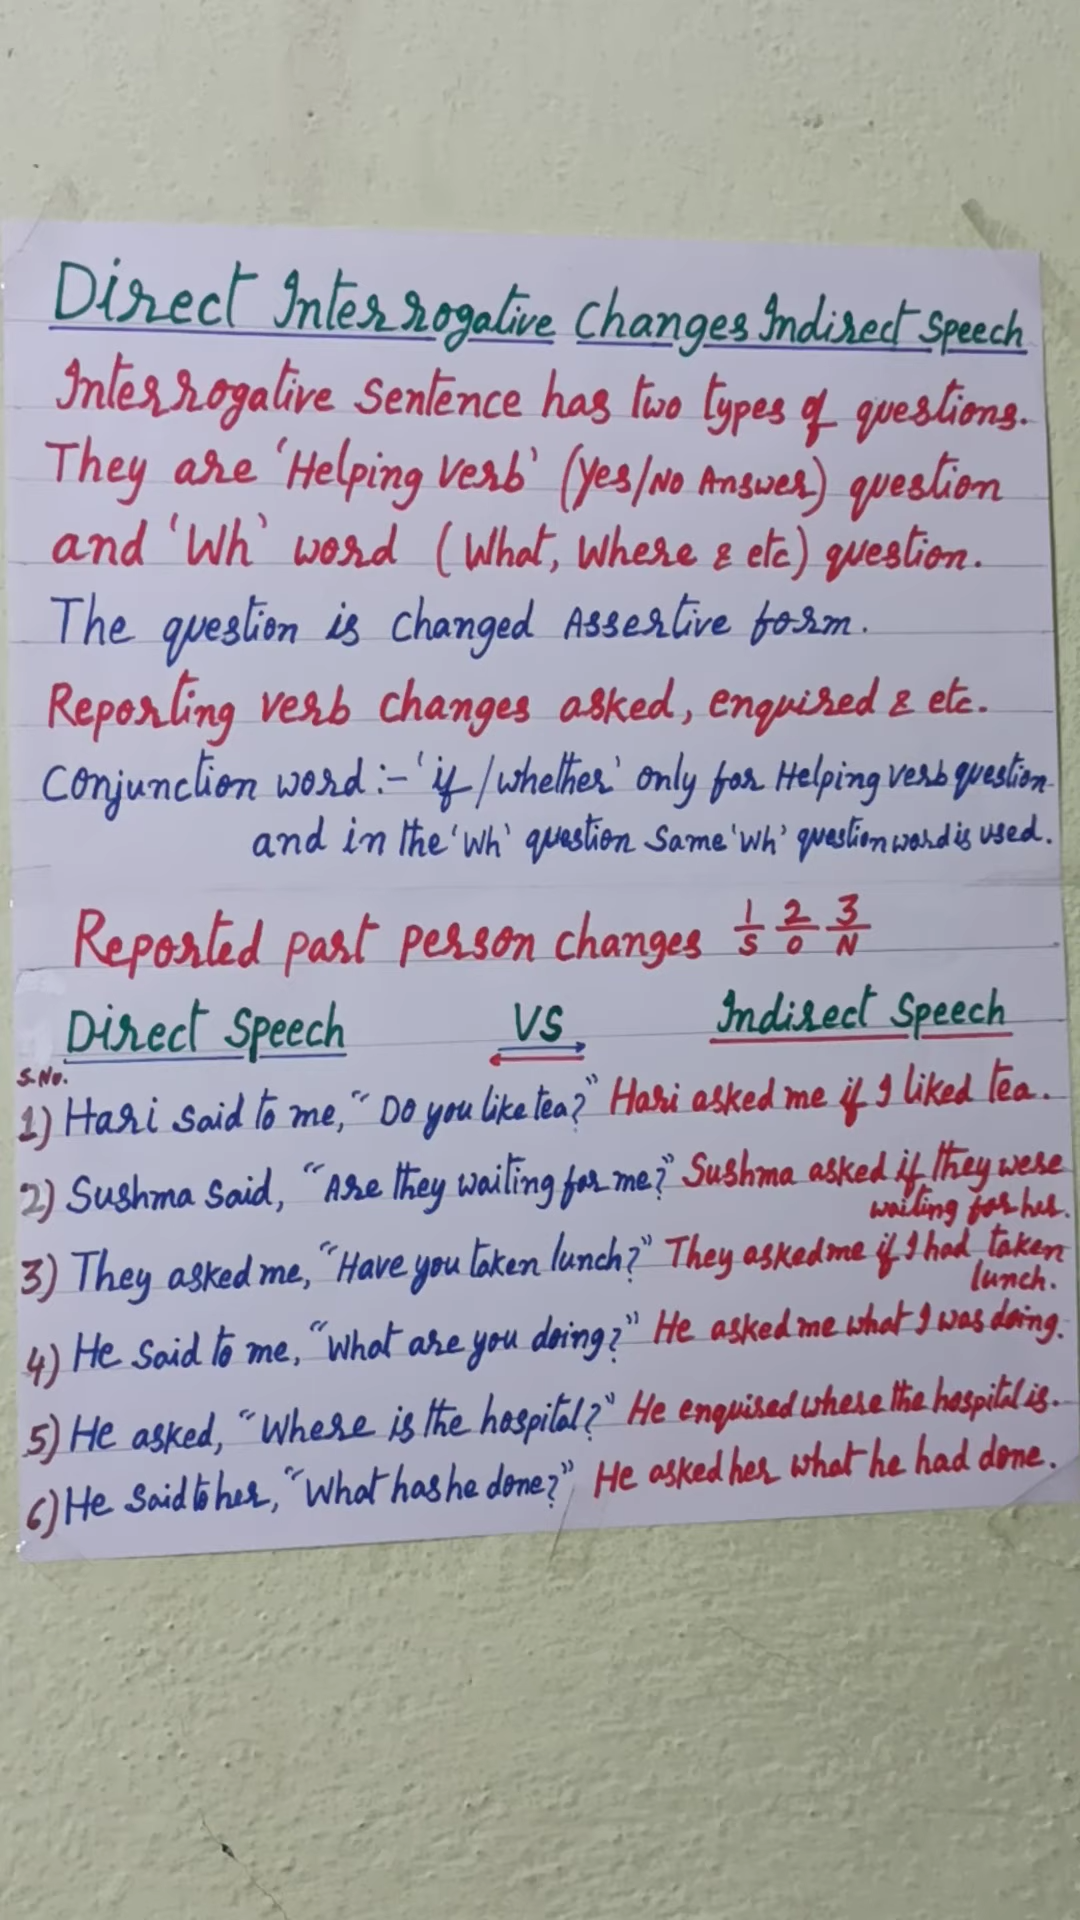 Direct Interrogative Changes Indirect Speech
Interrogative Sentence has two types of questions.
They are 'Helping verb' (Yes/No Answer) question
and 'Wh' word (What, Where & etc) question.
The question is changed Assertive form.
Reporting verb changes asked, enquired & etc.
Conjunction word :- 'if/whether' only for Helping verb question
and in the 'Wh' question same 'Wh' question word is used.
Reported part person changes 1/S 2/O 3/N
Direct Speech VS Indirect Speech
S.No.
1) Hari said to me, "Do you like tea?" Hari asked me if I liked tea.
2) Sushma said, "Are they waiting for me?" Sushma asked if they were
waiting for her.
3) They asked me, "Have you taken lunch?" They asked me if I had taken
lunch.
4) He said to me, "What are you doing?" He asked me what I was doing.
5) He asked, "Where is the hospital?" He enquired where the hospital is.
6) He said to her, "What has he done?" He asked her what he had done.